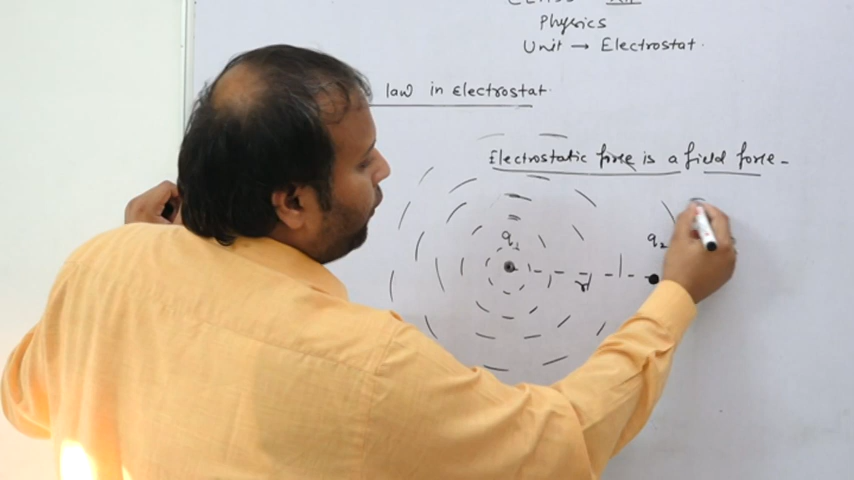 CLASS XII
Physics
Unit → Electrostat.
law in Electrostat.
Electrostatic force is a field force -
q₁
q₂
r